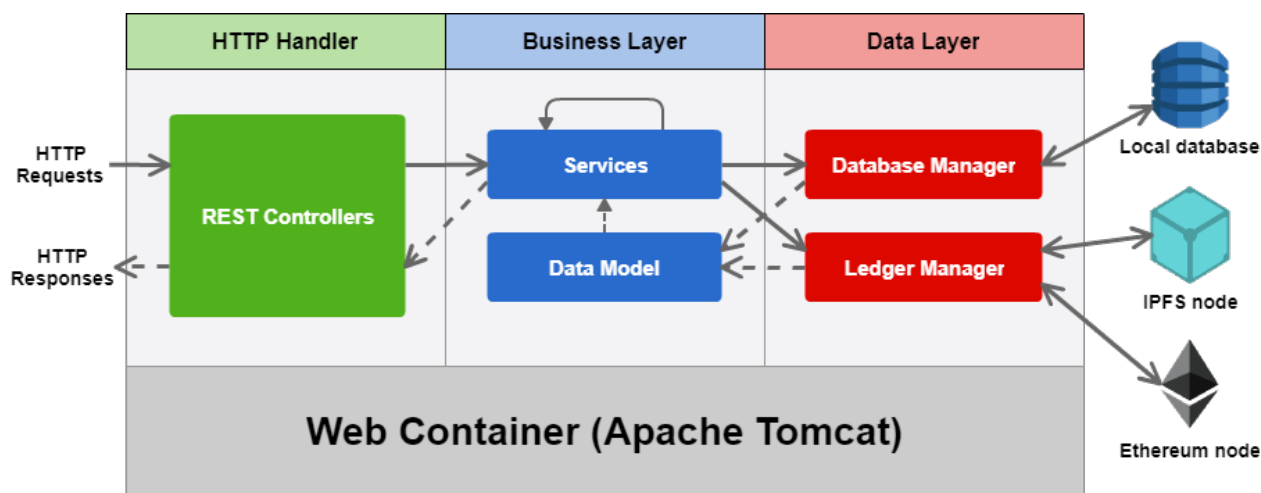 HTTP Handler
Business Layer
Data Layer
HTTP
Requests
REST Controllers
HTTP
Responses
Services
Data Model
Database Manager
Ledger Manager
Local database
IPFS node
Ethereum node
Web Container (Apache Tomcat)